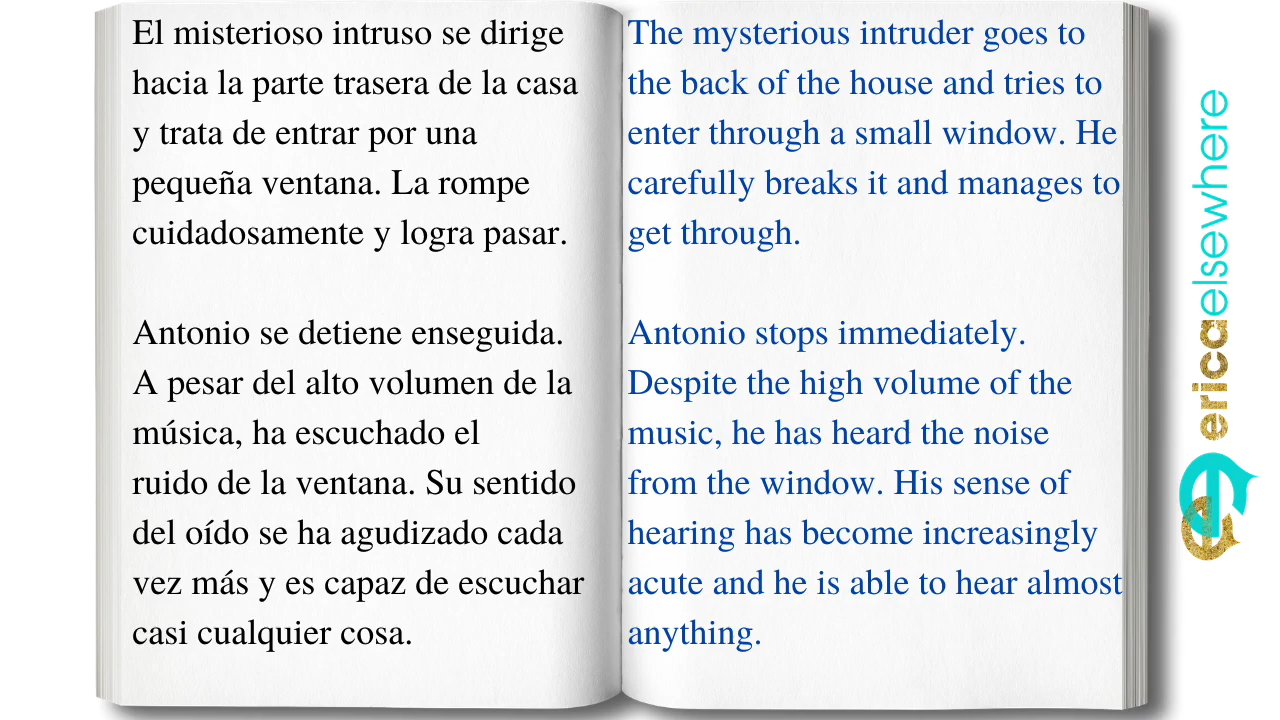 El misterioso intruso se dirige
hacia la parte trasera de la casa
y trata de entrar por una
pequeña ventana. La rompe
cuidadosamente y logra pasar.
Antonio se detiene enseguida.
A pesar del alto volumen de la
música, ha escuchado el
ruido de la ventana. Su sentido
del oído se ha agudizado cada
vez más y es capaz de escuchar
casi cualquier cosa.
The mysterious intruder goes to
the back of the house and tries to
enter through a small window. He
carefully breaks it and manages to
get through.
Antonio stops immediately.
Despite the high volume of the
music, he has heard the noise
from the window. His sense of
hearing has become increasingly
acute and he is able to hear almost
anything.
ericaelsewhere